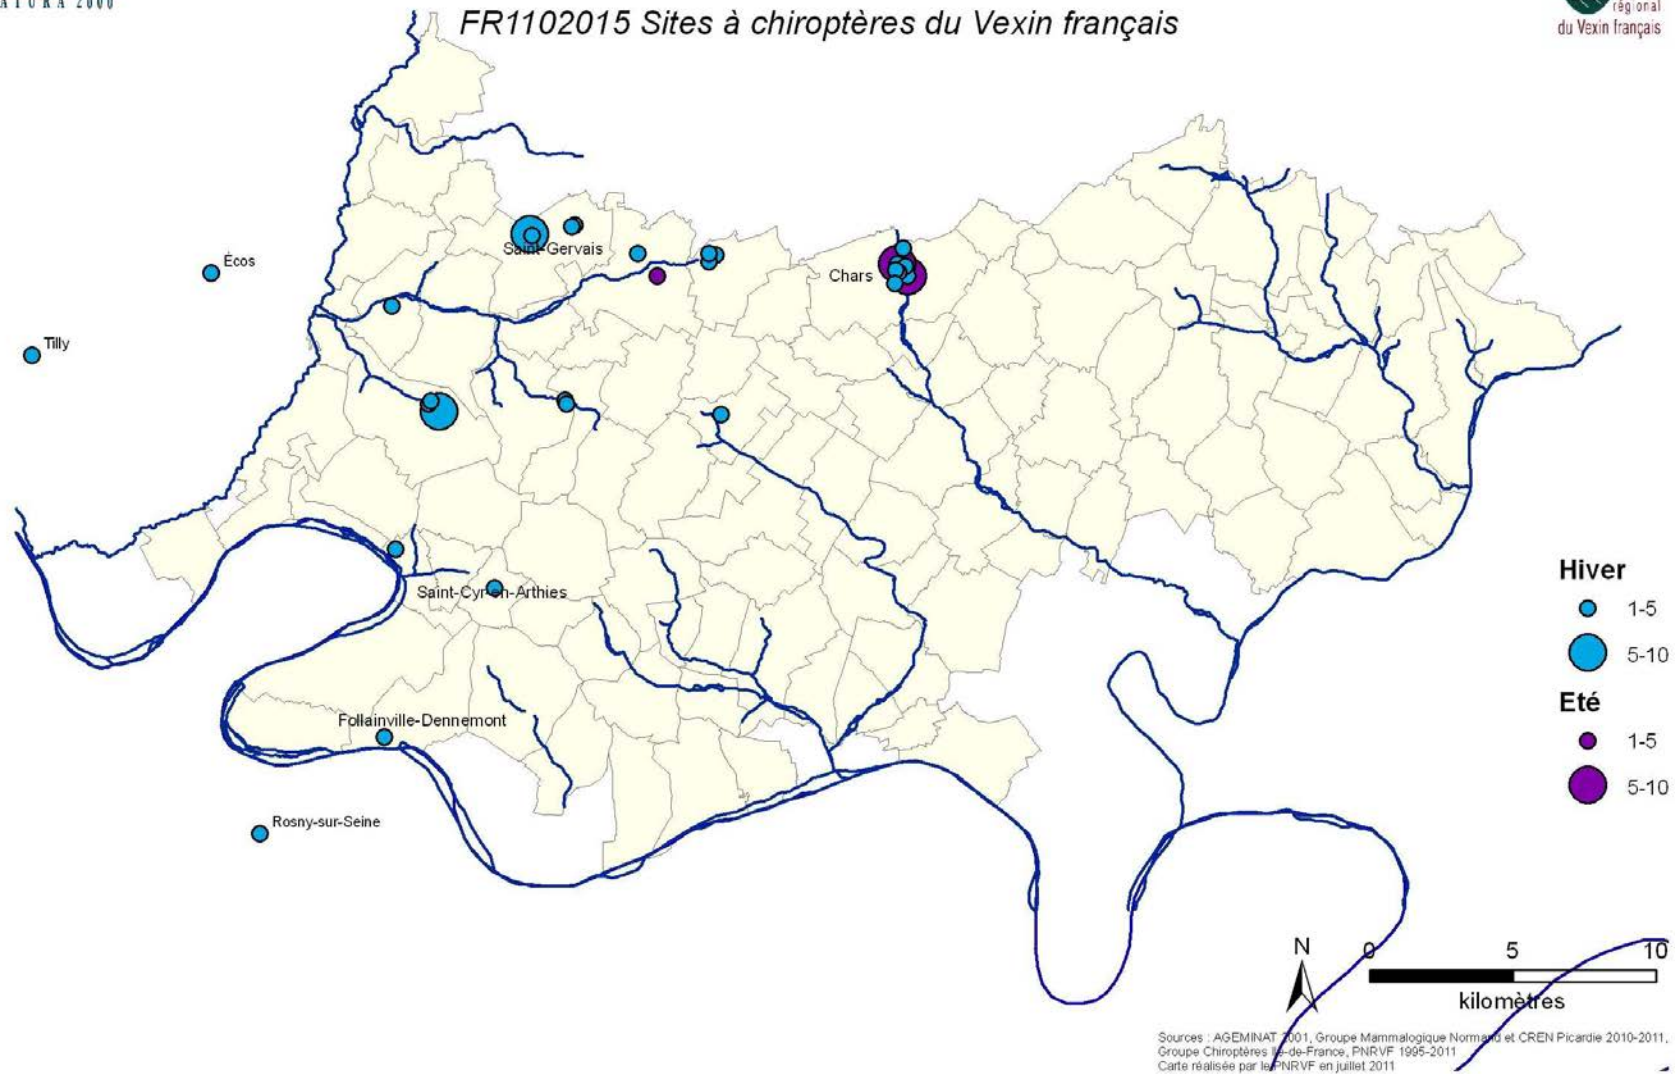 NATURA 2000
FR1102015 Sites à chiroptères du Vexin français
régional
du Vexin français
Écos
Saint-Gervais
Chars
Tilly
Saint-Cyr-en-Arthies
Follainville-Dennemont
Rosny-sur-Seine
Hiver
1-5
5-10
Eté
1-5
5-10
N
0 5 10
kilomètres
Sources : AGEMINAT 2001, Groupe Mammalogique Normand et CREN Picardie 2010-2011,
Groupe Chiroptères Ile-de-France, PNRVF 1995-2011
Carte réalisée par le PNRVF en juillet 2011